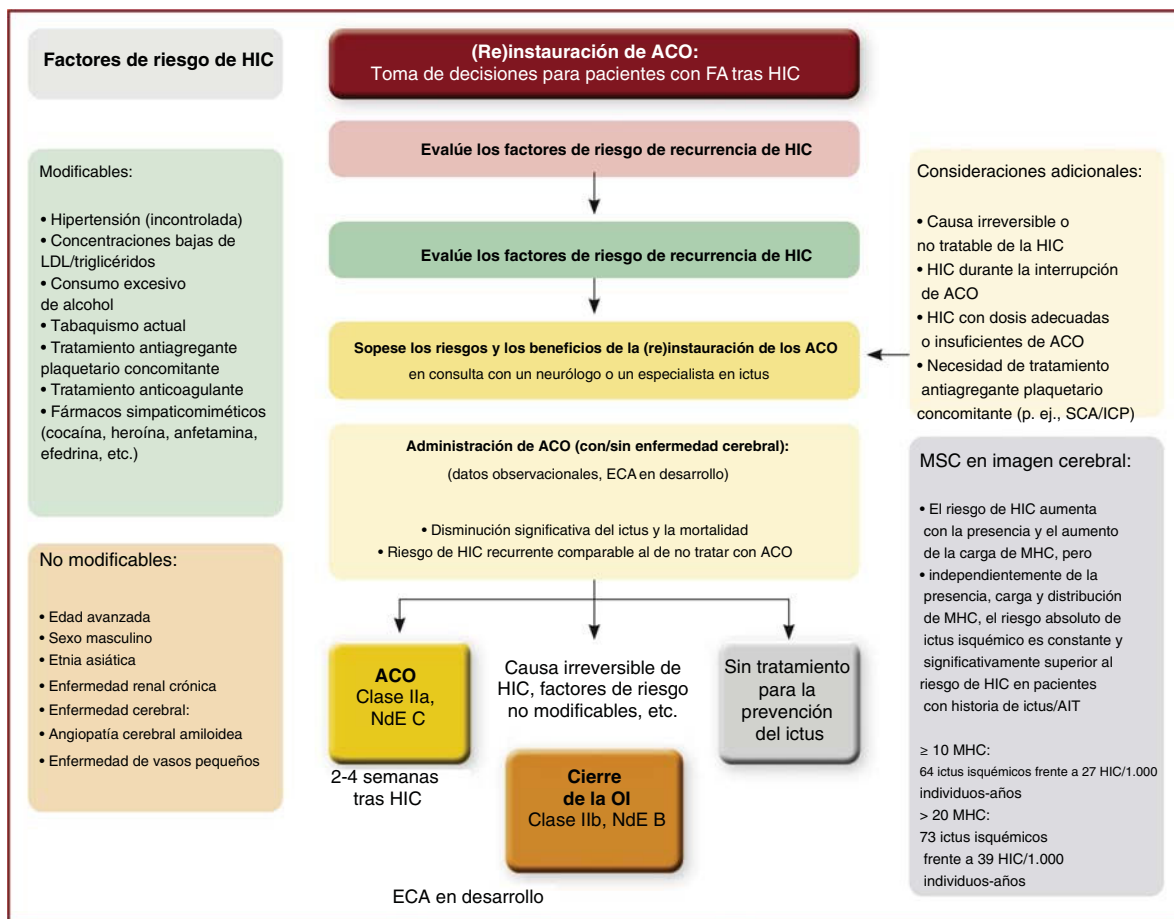 Factores de riesgo de HIC
(Re)instauración de ACO:
Toma de decisiones para pacientes con FA tras HIC
Evalúe los factores de riesgo de recurrencia de HIC
Evalúe los factores de riesgo de recurrencia de HIC
Sopese los riesgos y los beneficios de la (re)instauración de los ACO
en consulta con un neurólogo o un especialista en ictus
Administración de ACO (con/sin enfermedad cerebral):
(datos observacionales, ECA en desarrollo)
• Disminución significativa del ictus y la mortalidad
• Riesgo de HIC recurrente comparable al de no tratar con ACO
Modificables:
• Hipertensión (incontrolada)
• Concentraciones bajas de
LDL/triglicéridos
• Consumo excesivo
de alcohol
• Tabaquismo actual
• Tratamiento antiagregante
plaquetario concomitante
• Tratamiento anticoagulante
• Fármacos simpaticomiméticos
(cocaína, heroína, anfetamina,
efedrina, etc.)
No modificables:
• Edad avanzada
• Sexo masculino
• Etnia asiática
• Enfermedad renal crónica
• Enfermedad cerebral:
• Angiopatía cerebral amiloidea
• Enfermedad de vasos pequeños
ACO
Clase IIa,
NdE C
2-4 semanas
tras HIC
Causa irreversible de
HIC, factores de riesgo
no modificables, etc.
Cierre
de la OI
Clase IIb, NdE B
ECA en desarrollo
Sin tratamiento
para la
prevención
del ictus
Consideraciones adicionales:
• Causa irreversible o
no tratable de la HIC
• HIC durante la interrupción
de ACO
• HIC con dosis adecuadas
o insuficientes de ACO
• Necesidad de tratamiento
antiagregante plaquetario
concomitante (p. ej., SCA/ICP)
MSC en imagen cerebral:
• El riesgo de HIC aumenta
con la presencia y el aumento
de la carga de MHC, pero
• independientemente de la
presencia, carga y distribución
de MHC, el riesgo absoluto de
ictus isquémico es constante y
significativamente superior al
riesgo de HIC en pacientes
con historia de ictus/AIT
≥ 10 MHC:
64 ictus isquémicos frente a 27 HIC/1.000
individuos-años
> 20 MHC:
73 ictus isquémicos
frente a 39 HIC/1.000
individuos-años